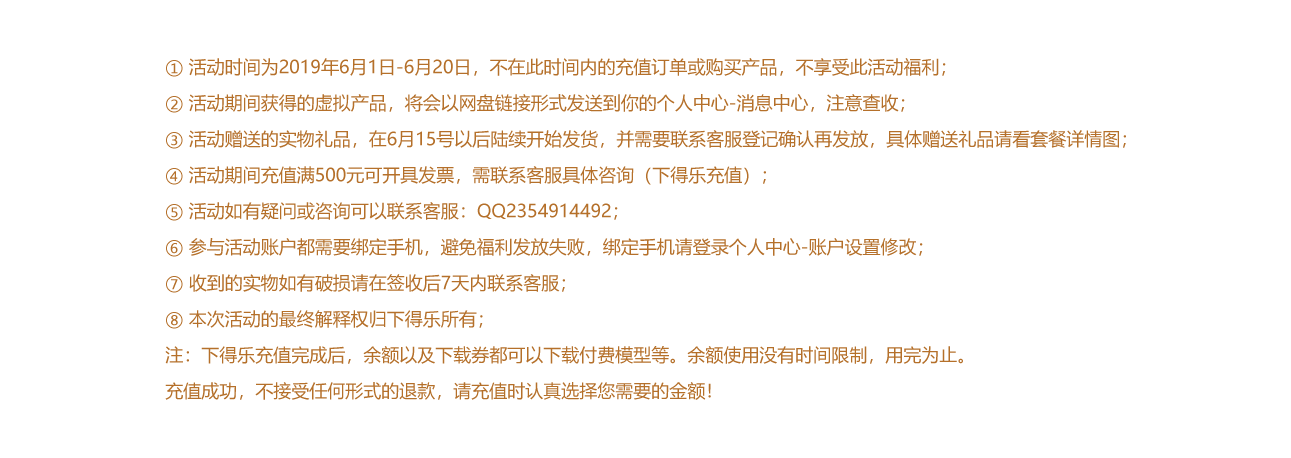 ① 活动时间为2019年6月1日-6月20日，不在此时间内的充值订单或购买产品，不享受此活动福利；
② 活动期间获得的虚拟产品，将会以网盘链接形式发送到你的个人中心-消息中心，注意查收；
③ 活动赠送的实物礼品，在6月15号以后陆续开始发货，并需要联系客服登记确认再发放，具体赠送礼品请看套餐详情图；
④ 活动期间充值满500元可开具发票，需联系客服具体咨询（下得乐充值）；
⑤ 活动如有疑问或咨询可以联系客服：QQ2354914492；
⑥ 参与活动账户都需要绑定手机，避免福利发放失败，绑定手机请登录个人中心-账户设置修改；
⑦ 收到的实物如有破损请在签收后7天内联系客服；
⑧ 本次活动的最终解释权归下得乐所有；
注：下得乐充值完成后，余额以及下载券都可以下载付费模型等。余额使用没有时间限制，用完为止。
充值成功，不接受任何形式的退款，请充值时认真选择您需要的金额！